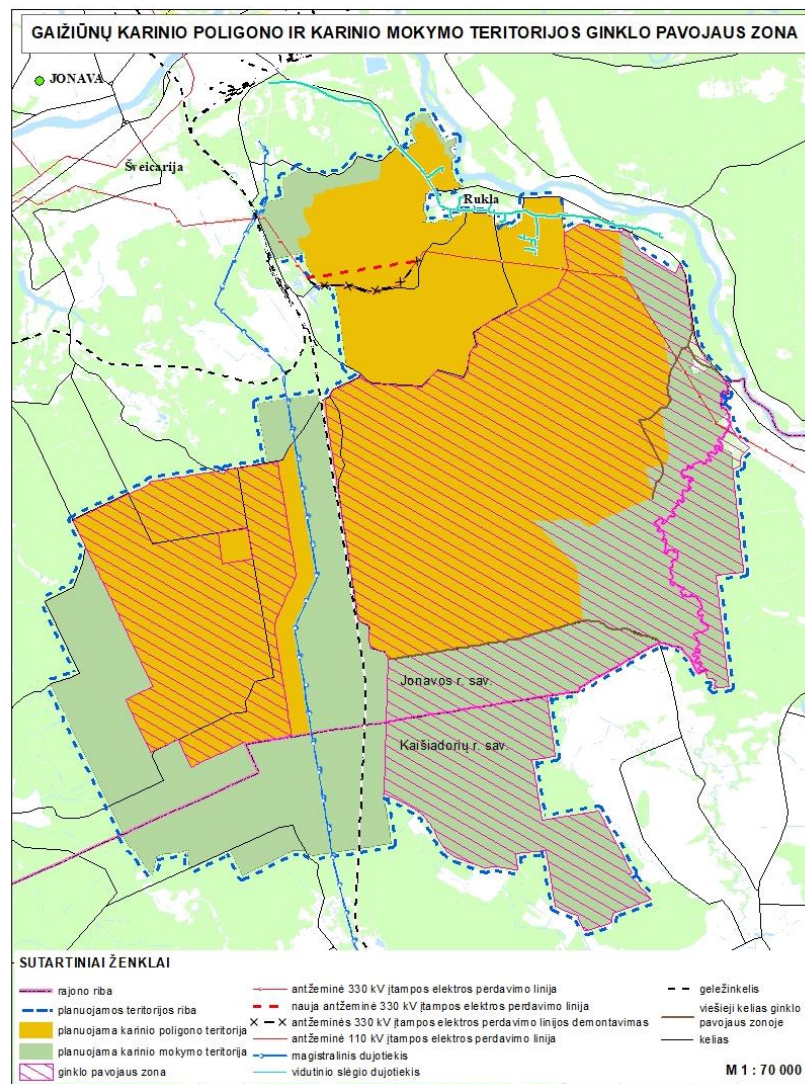 GAIŽIŪNŲ KARINIO POLIGONO IR KARINIO MOKYMO TERITORIJOS GINKLO PAVOJAUS ZONA
JONAVA
Šveicarija
Rukla
Jonavos r. sav.
Kaišiadorių r. sav.
SUTARTINIAI ŽENKLAI
rajono riba
planuojamos teritorijos riba
planuojama karinio poligono teritorija
planuojama karinio mokymo teritorija
ginklo pavojaus zona
antžeminė 330 kV įtampos elektros perdavimo linija
nauja antžeminė 330 kV įtampos elektros perdavimo linija
antžeminės 330 kV įtampos elektros perdavimo linijos demontavimas
antžeminė 110 kV įtampos elektros perdavimo linija
magistralinis dujotiekis
vidutinio slėgio dujotiekis
geležinkelis
viešieji kelias ginklo
pavojaus zonoje
kelias
M 1 : 70 000